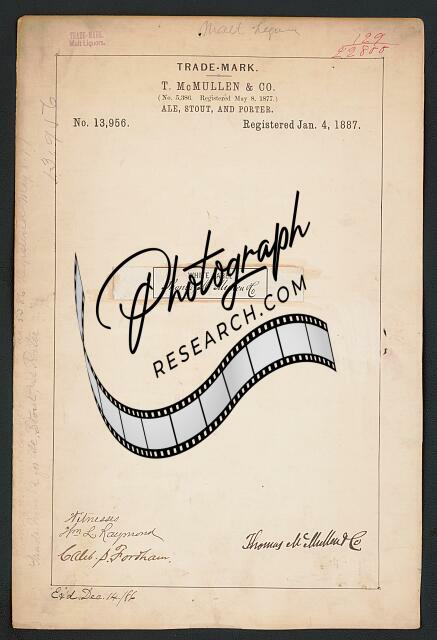 TRADE-MARK.
Malt Liquors.
Malt Liquors
129
TRADE-MARK.
T. McMULLEN & CO.
(No. 5,386. Registered May 8, 1877.)
ALE, STOUT, AND PORTER.
No. 13,956.
Registered Jan. 4, 1887.
13956
Photograph
RESEARCH.COM
Witnesses
Wm L. Raymond
Caleb S. Fordham.
Thomas McMullen & Co
Ex'd Dec. 14/86